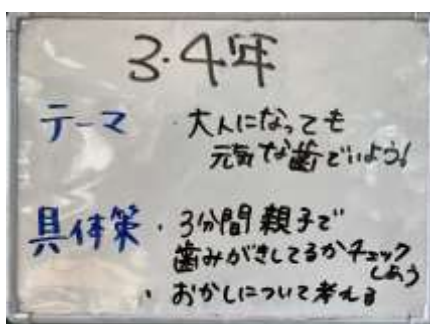 3・4年
テーマ ・大人になっても
元気な歯でいよう!
具体策・3分間親子で
歯みがきしてるかチェック
しあう
・おかしについて考える